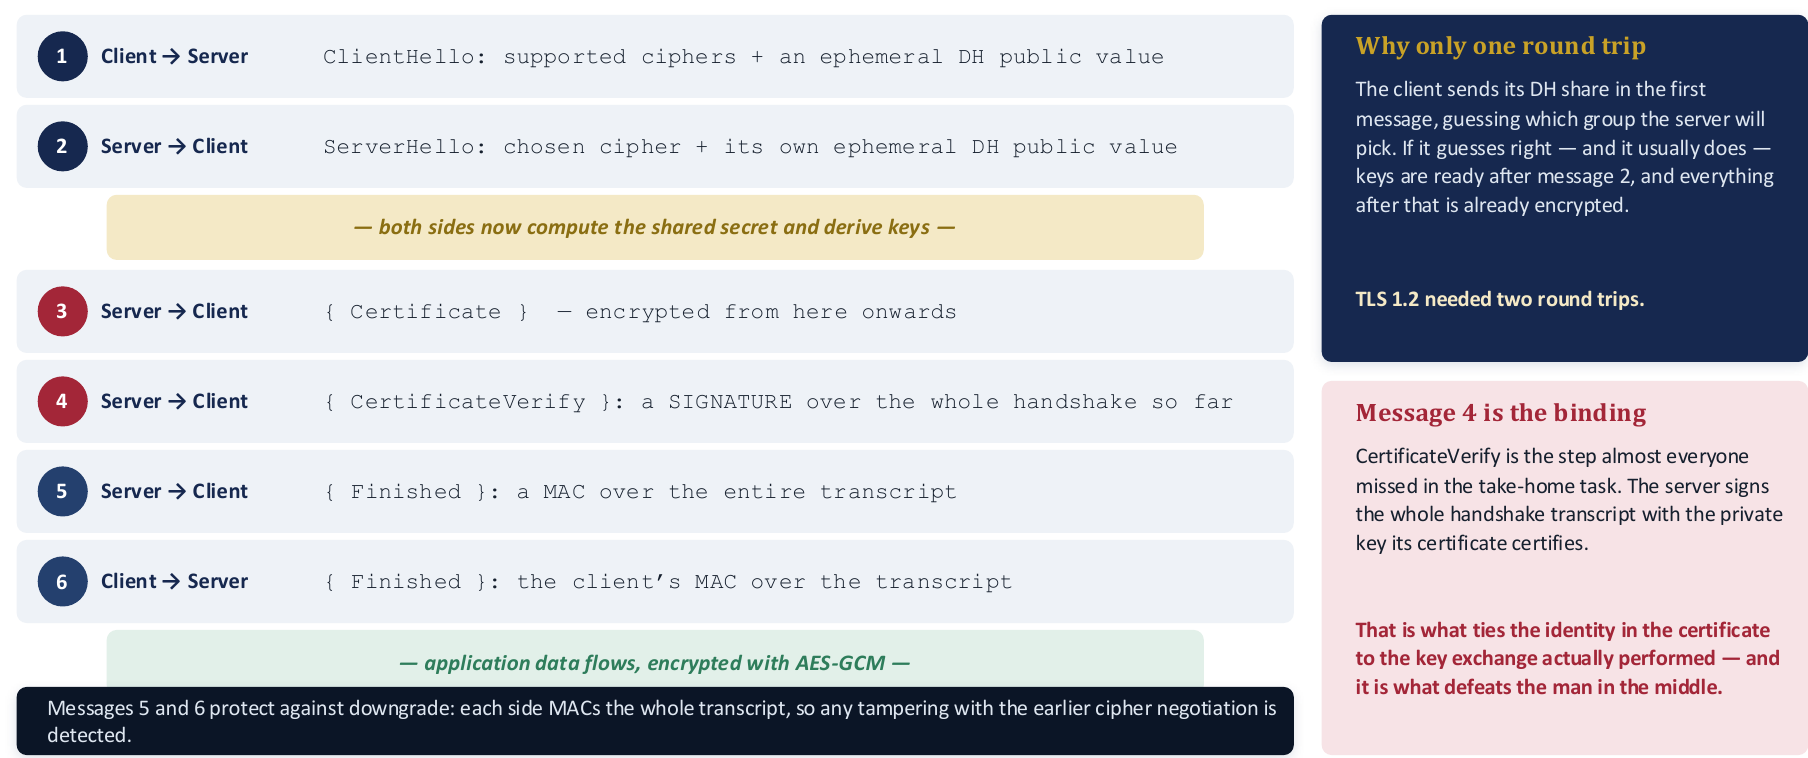 1 Client → Server ClientHello: supported ciphers + an ephemeral DH public value
2 Server → Client ServerHello: chosen cipher + its own ephemeral DH public value
— both sides now compute the shared secret and derive keys —
3 Server → Client { Certificate } — encrypted from here onwards
4 Server → Client { CertificateVerify }: a SIGNATURE over the whole handshake so far
5 Server → Client { Finished }: a MAC over the entire transcript
6 Client → Server { Finished }: the client’s MAC over the transcript
— application data flows, encrypted with AES-GCM —
Messages 5 and 6 protect against downgrade: each side MACs the whole transcript, so any tampering with the earlier cipher negotiation is
detected.
Why only one round trip
The client sends its DH share in the first
message, guessing which group the server will
pick. If it guesses right — and it usually does —
keys are ready after message 2, and everything
after that is already encrypted.
TLS 1.2 needed two round trips.
Message 4 is the binding
CertificateVerify is the step almost everyone
missed in the take-home task. The server signs
the whole handshake transcript with the private
key its certificate certifies.
That is what ties the identity in the certificate
to the key exchange actually performed — and
it is what defeats the man in the middle.